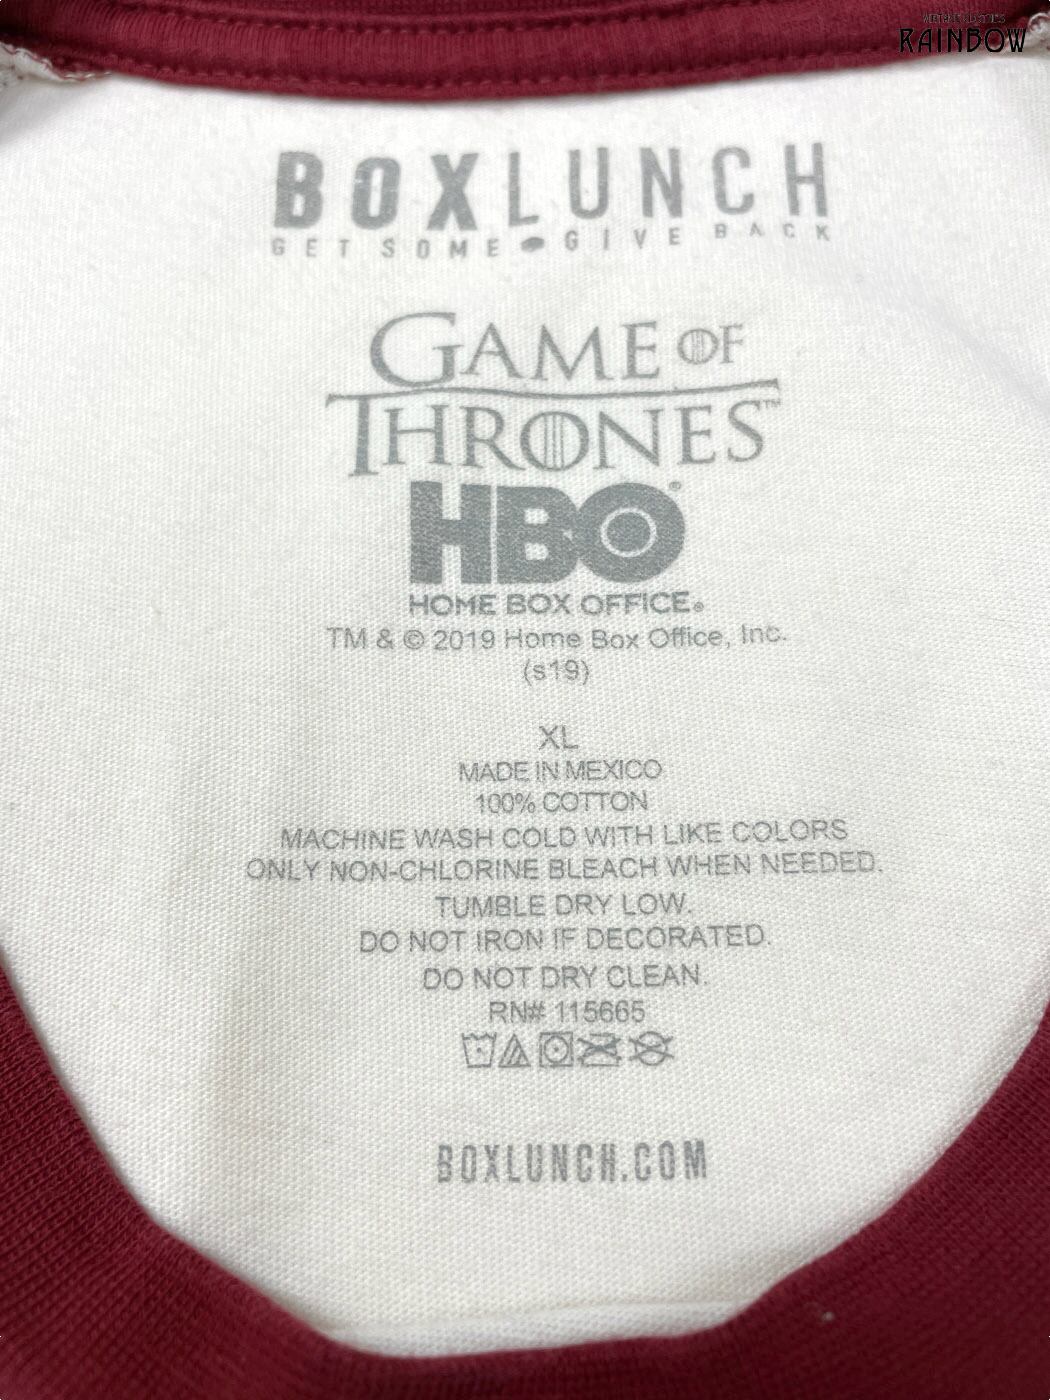 RAINBOW
BOXLUNCH
GET SOME GIVE BACK
GAME OF
THRONES™
HBO®
HOME BOX OFFICE®
TM & © 2019 Home Box Office, Inc.
(s19)
XL
MADE IN MEXICO
100% COTTON
MACHINE WASH COLD WITH LIKE COLORS
ONLY NON-CHLORINE BLEACH WHEN NEEDED.
TUMBLE DRY LOW.
DO NOT IRON IF DECORATED.
DO NOT DRY CLEAN.
RN# 115665
BOXLUNCH.COM